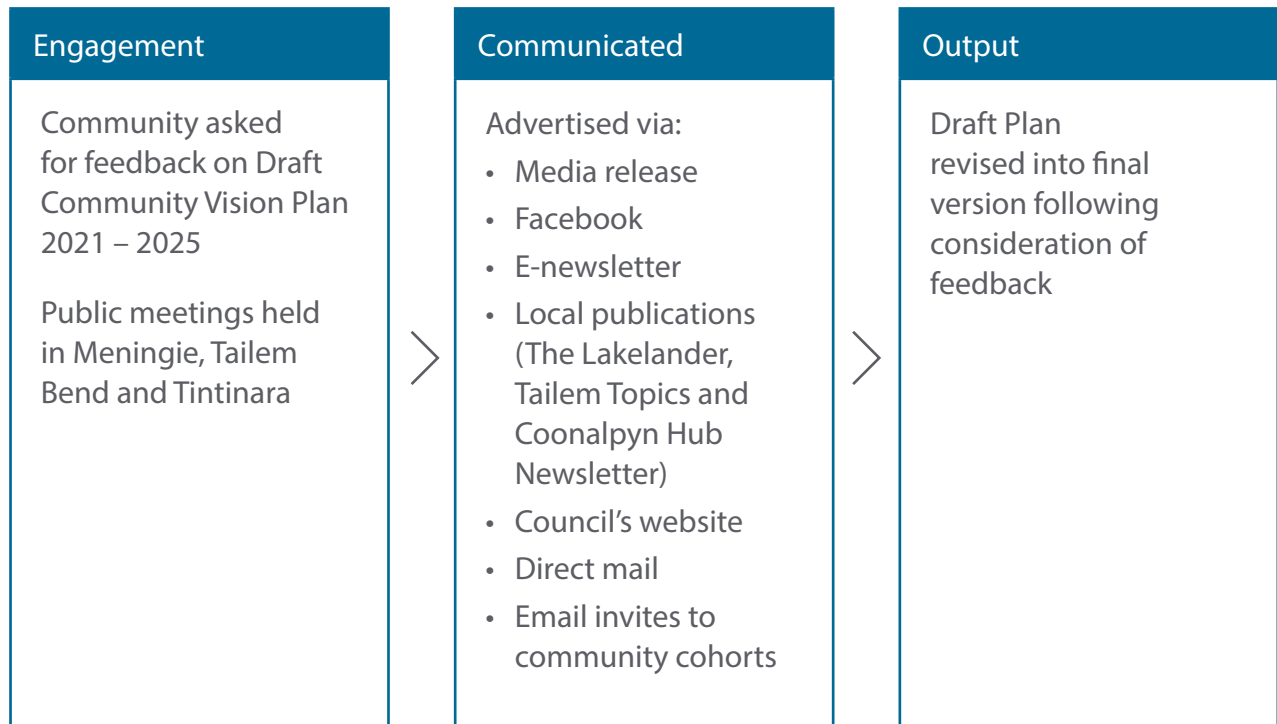 Engagement
Community asked
for feedback on Draft
Community Vision Plan
2021 – 2025
Public meetings held
in Meningie, Tailem
Bend and Tintinara
Communicated
Advertised via:
• Media release
• Facebook
• E-newsletter
• Local publications
(The Lakelander,
Tailem Topics and
Coonalpyn Hub
Newsletter)
• Council's website
• Direct mail
• Email invites to
community cohorts
Output
Draft Plan
revised into final
version following
consideration of
feedback